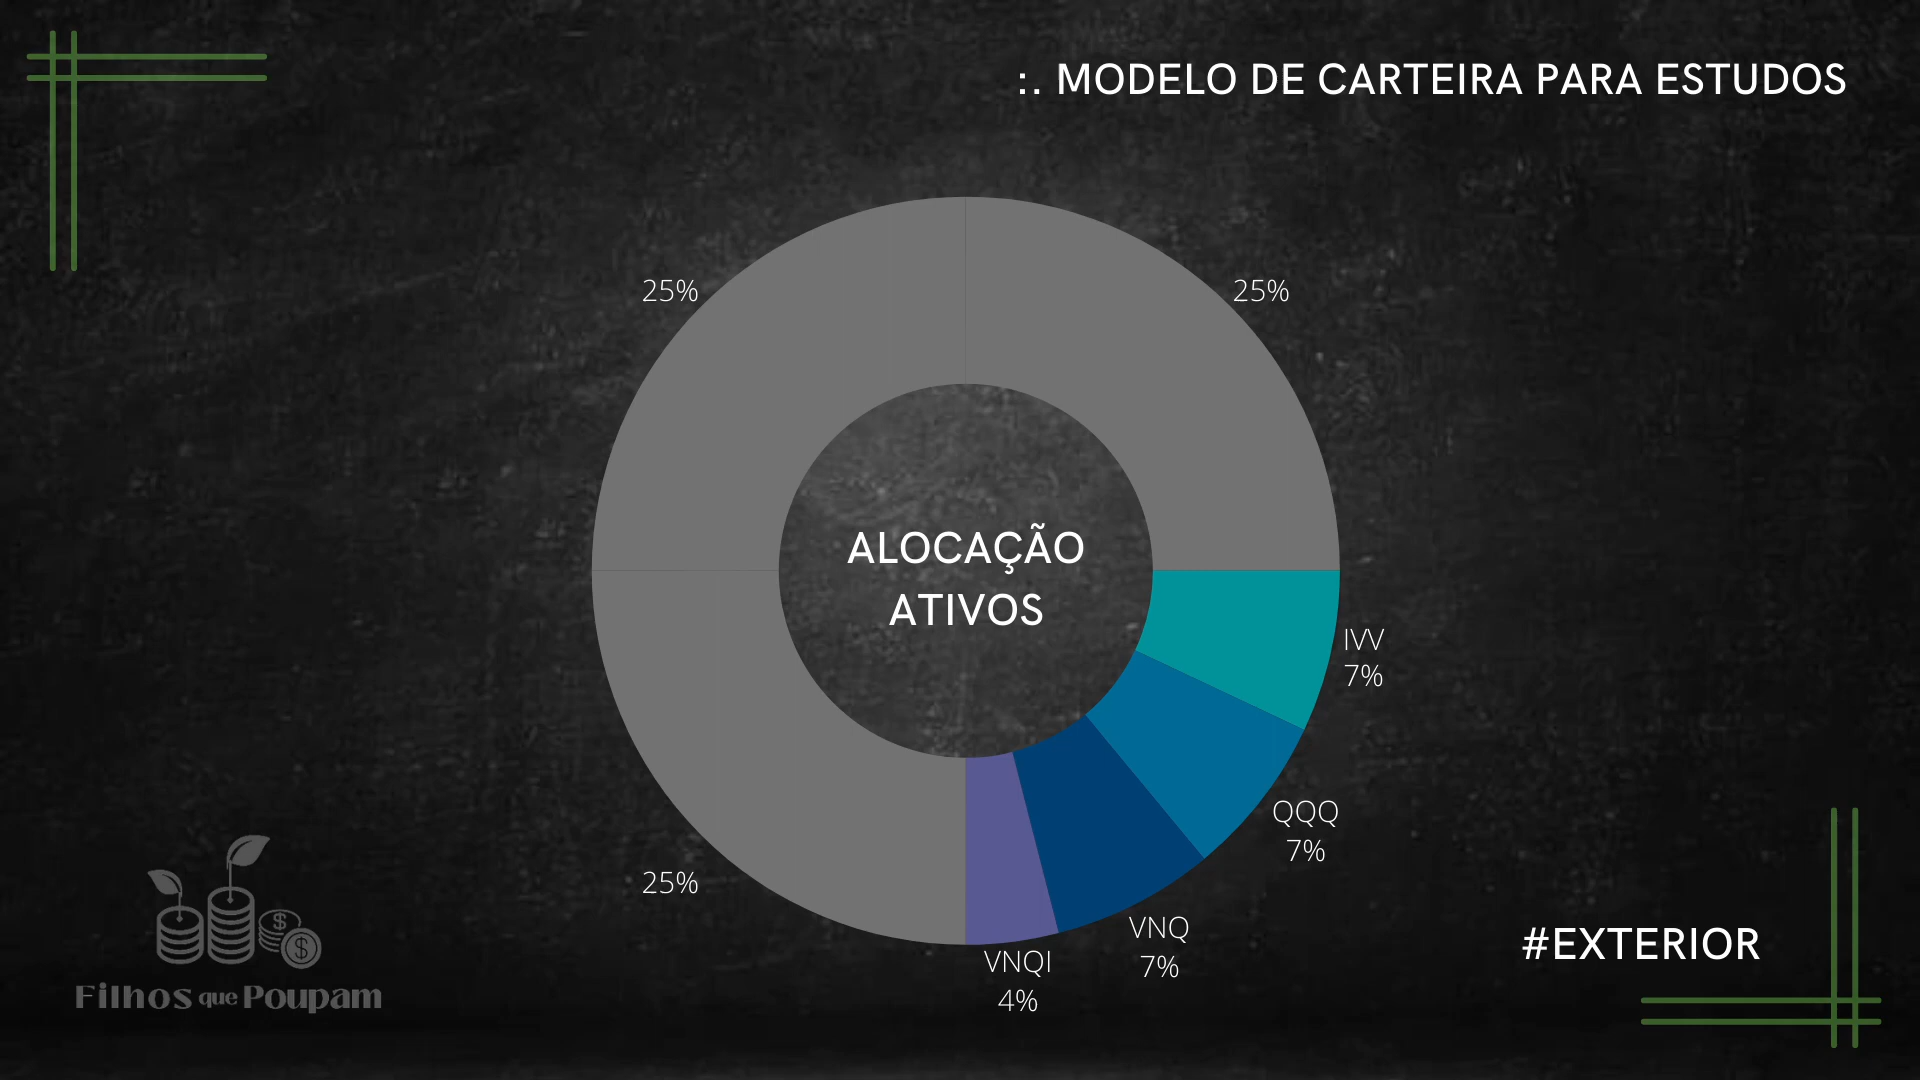 :. MODELO DE CARTEIRA PARA ESTUDOS
25%
25%
ALOCAÇÃO
ATIVOS
IVV
7%
QQQ
7%
VNQ
7%
VNQI
4%
25%
#EXTERIOR
$
$
Filhos que Poupam